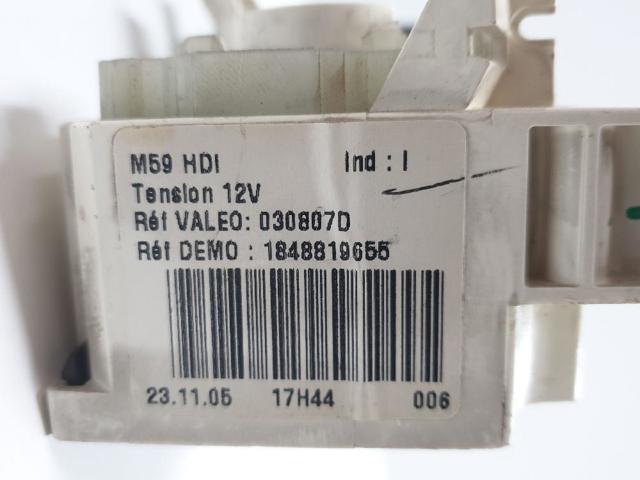 M59 HDI Ind : I
Tension 12V
Réf VALEO: 030807D
Réf DEMO : 1848819655
23.11.05 17H44 006